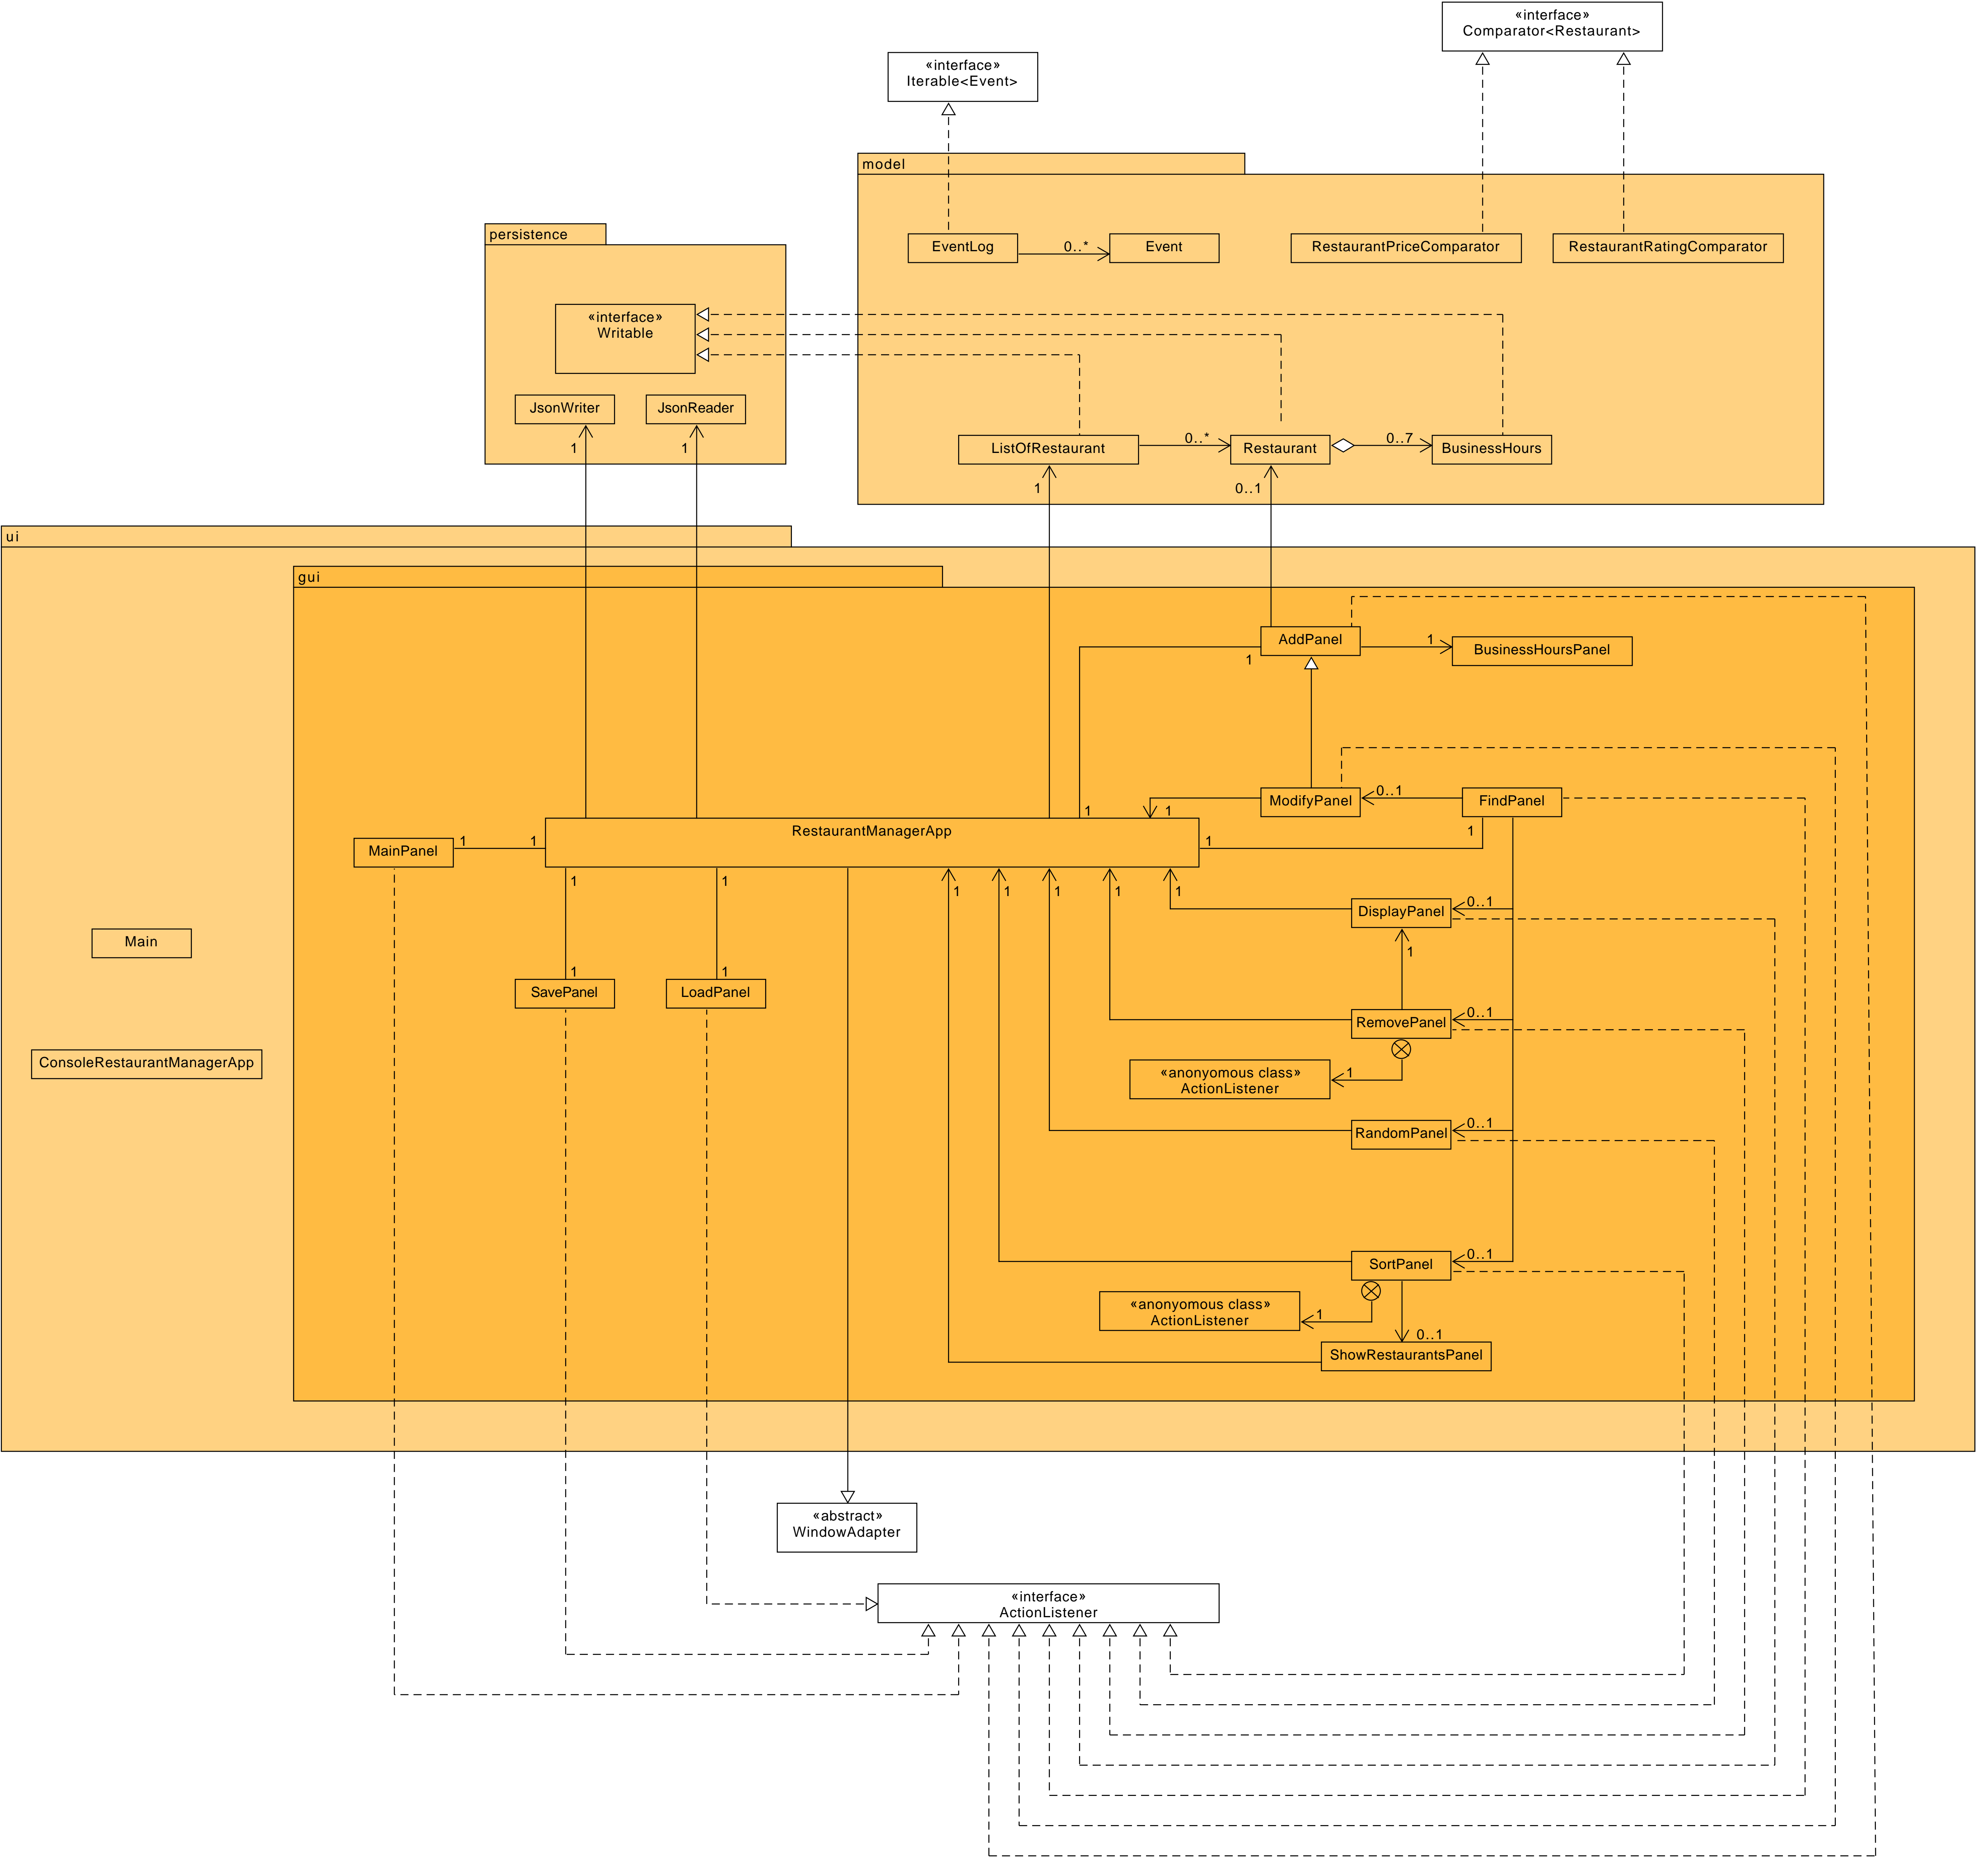 «interface»
Comparator<Restaurant>
«interface»
Iterable<Event>
model
EventLog
0..*
Event
RestaurantPriceComparator
RestaurantRatingComparator
persistence
«interface»
Writable
JsonWriter
JsonReader
1
1
ListOfRestaurant
0..*
Restaurant
0..7
BusinessHours
1
0..1
ui
gui
AddPanel
1
BusinessHoursPanel
1
ModifyPanel
0..1
FindPanel
1
1
1
1
RestaurantManagerApp
MainPanel
1
1
1
1
1
1
1
1
1
DisplayPanel
0..1
1
Main
1
SavePanel
1
LoadPanel
RemovePanel
0..1
ConsoleRestaurantManagerApp
«anonyomous class»
ActionListener
1
RandomPanel
0..1
SortPanel
0..1
«anonyomous class»
ActionListener
1
0..1
ShowRestaurantsPanel
«abstract»
WindowAdapter
«interface»
ActionListener